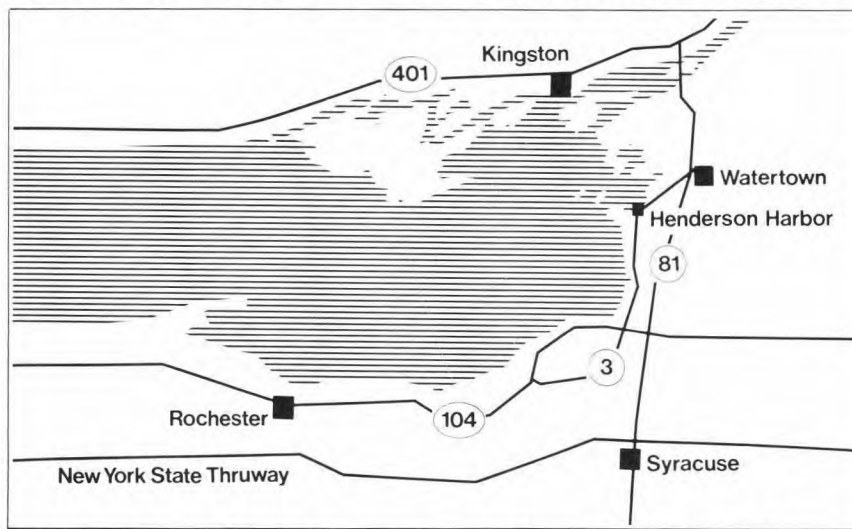 Kingston
401
Watertown
Henderson Harbor
81
3
Rochester
104
New York State Thruway
Syracuse